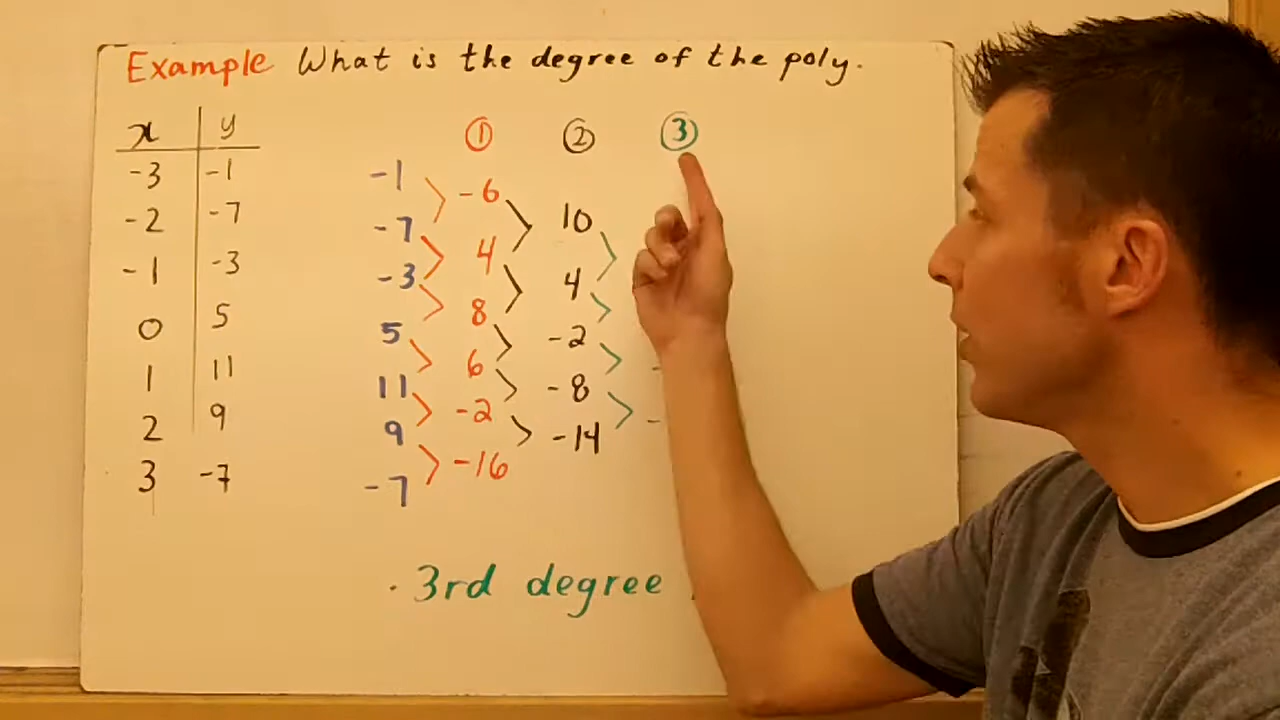 Example What is the degree of the poly.
x y ① ② ③
-3 -1 -1 -6
-2 -7 -7 10
-1 -3 -3 4 4
0 5 5 8 -2
1 11 11 6 -8
2 9 9 -2 -14
3 -7 -7 -16
. 3rd degree